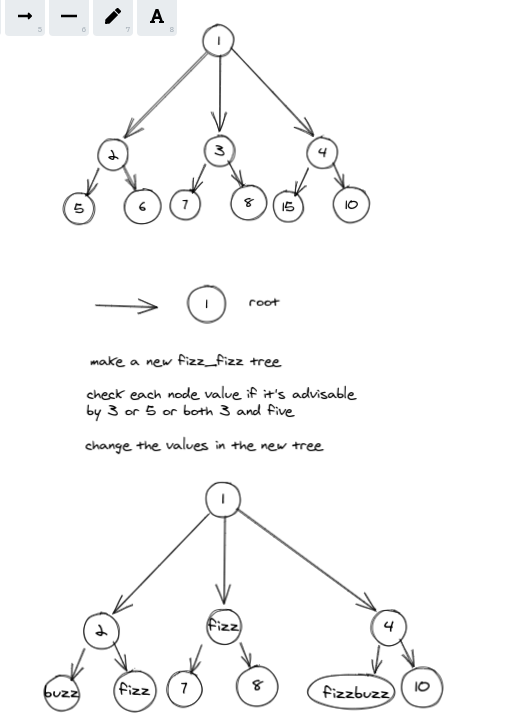 A
5
6
7
8
1
2
3
4
5
6
7
8
15
10
1
root
make a new fizz_fizz tree
check each node value if it's advisable
by 3 or 5 or both 3 and five
change the values in the new tree
1
2
fizz
4
buzz
fizz
7
8
fizzbuzz
10